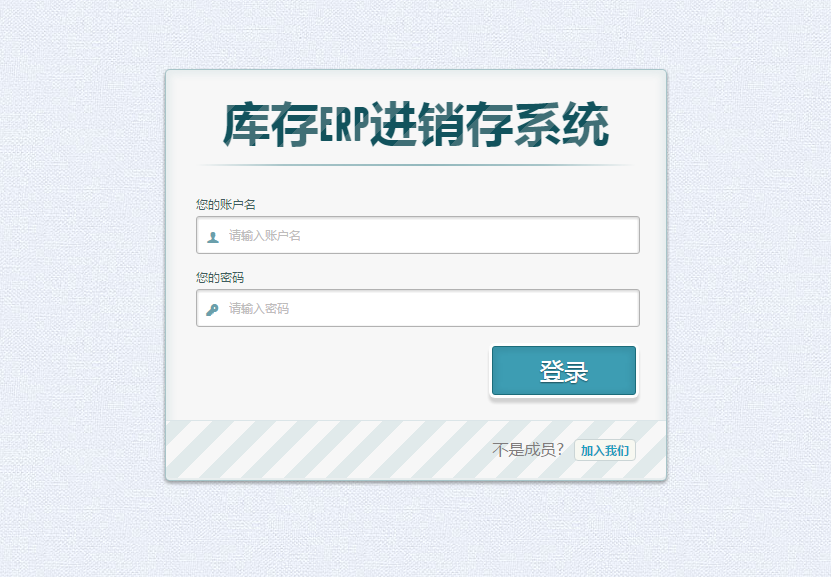 库存ERP进销存系统
您的账户名
请输入账户名
您的密码
请输入密码
登录
不是成员？ 加入我们